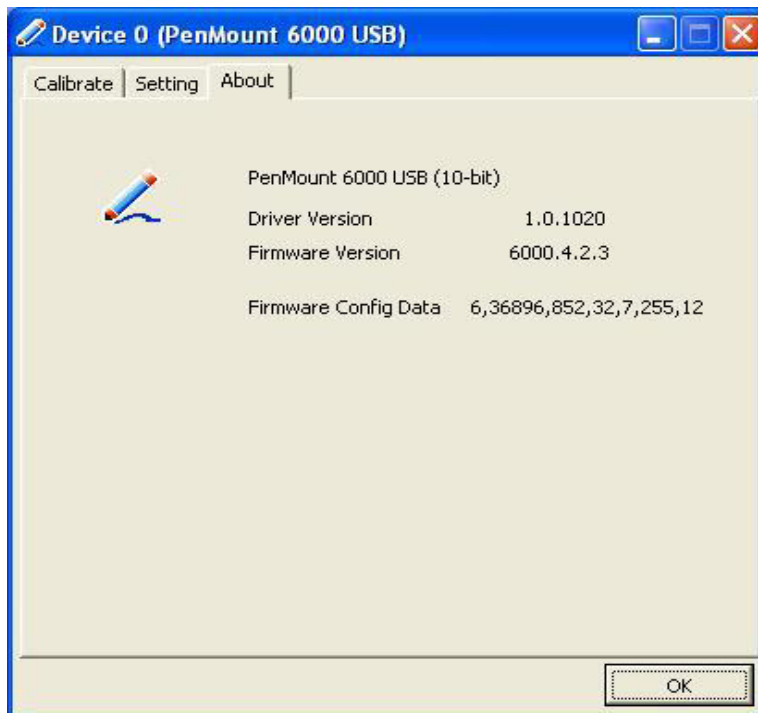 Device 0 (PenMount 6000 USB)
Calibrate Setting About
PenMount 6000 USB (10-bit)
Driver Version 1.0.1020
Firmware Version 6000.4.2.3
Firmware Config Data 6,36896,852,32,7,255,12
OK